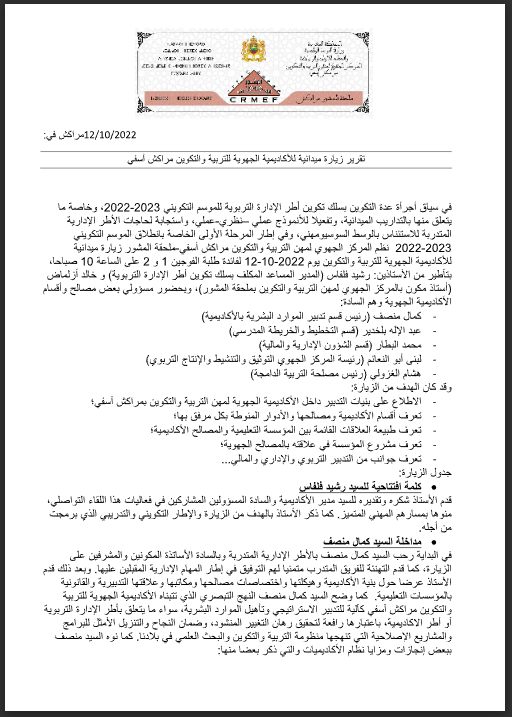 المملكة المغربية
CRMEF
مراكش في: 12/10/2022
تقرير زيارة ميدانية للأكاديمية الجهوية للتربية والتكوين مراكش أسفي
في سياق أجرأة عدة التكوين بسلك تكوين أطر الإدارة التربوية للموسم التكويني 2023-2022، وخاصة ما
يتعلق منها بالتداريب الميدانية، وتفعيلا للأنموذج عملي –نظري-عملي، واستجابة لحاجات الأطر الإدارية
المتدربة للاستئناس بالوسط السوسيومهني، وفي إطار المرحلة الأولى الخاصة بانطلاق الموسم التكويني
2023-2022 نظم المركز الجهوي لمهن التربية والتكوين مراكش أسفي-ملحقة المشور زيارة ميدانية
للأكاديمية الجهوية للتربية والتكوين يوم 2022-10-12 لفائدة طلبة الفوجين 1 و 2 على الساعة 10 صباحا،
بتأطير من الأستاذين: رشيد فلفاس (المدير المساعد المكلف بسلك تكوين أطر الإدارة التربوية) و خالد أزلماض
(أستاذ مكون بالمركز الجهوي لمهن التربية والتكوين بملحقة المشور)، وبحضور مسؤولي بعض مصالح وأقسام
الأكاديمية الجهوية وهم السادة:
- كمال منصف (رئيس قسم تدبير الموارد البشرية بالأكاديمية)
- عبد الاله بلخدير (قسم التخطيط والخريطة المدرسي)
- محمد البطار (قسم الشؤون الإدارية والمالية)
- لبنى أبو النعائم (رئيسة المركز الجهوي التوثيق والتنشيط والإنتاج التربوي)
- هشام الغزولي (رئيس مصلحة التربية الدامجة)
وقد كان الهدف من الزيارة:
- الاطلاع على بنيات التدبير داخل الأكاديمية الجهوية لمهن التربية والتكوين بمراكش أسفي؛
- تعرف أقسام الأكاديمية ومصالحها والأدوار المنوطة بكل مرفق بها؛
- تعرف طبيعة العلاقات القائمة بين المؤسسة التعليمية والمصالح الأكاديمية؛
- تعرف مشروع المؤسسة في علاقته بالمصالح الجهوية؛
- تعرف جوانب من التدبير التربوي والإداري والمالي...
جدول الزيارة:
• كلمة افتتاحية للسيد رشيد فلفاس
قدم الأستاذ شكره وتقديره للسيد مدير الأكاديمية والسادة المسؤولين المشاركين في فعاليات هذا اللقاء التواصلي،
منوها بمسارهم المهني المتميز. كما ذكر الأستاذ بالهدف من الزيارة والإطار التكويني والتدريبي الذي برمجت
من أجله.
• مداخلة السيد كمال منصف
في البداية رحب السيد كمال منصف بالأطر الإدارية المتدربة وبالسادة الأساتذة المكونين والمشرفين على
الزيارة، كما قدم التهنئة للفريق المتدرب متمنيا لهم التوفيق في إطار المهام الإدارية المقبلين عليها. وبعد ذلك قدم
الأستاذ عرضا حول بنية الأكاديمية وهيكلتها واختصاصات مصالحها ومكاتبها وعلاقتها التدبيرية والقانونية
بالمؤسسات التعليمية. كما وضح السيد كمال منصف النهج التبصري الذي تتبناه الأكاديمية الجهوية للتربية
والتكوين مراكش أسفي كآلية للتدبير الاستراتيجي وتأهيل الموارد البشرية، سواء ما يتعلق بأطر الإدارة التربوية
أو أطر الاكاديمية، باعتبارها رافعة لتحقيق رهان التغيير المنشود، وضمان النجاح والتنزيل الأمثل للبرامج
والمشاريع الإصلاحية التي تنهجها منظومة التربية والتكوين والبحث العلمي في بلادنا. كما نوه السيد منصف
ببعض إنجازات ومزايا نظام الأكاديميات والتي ذكر بعضا منها: